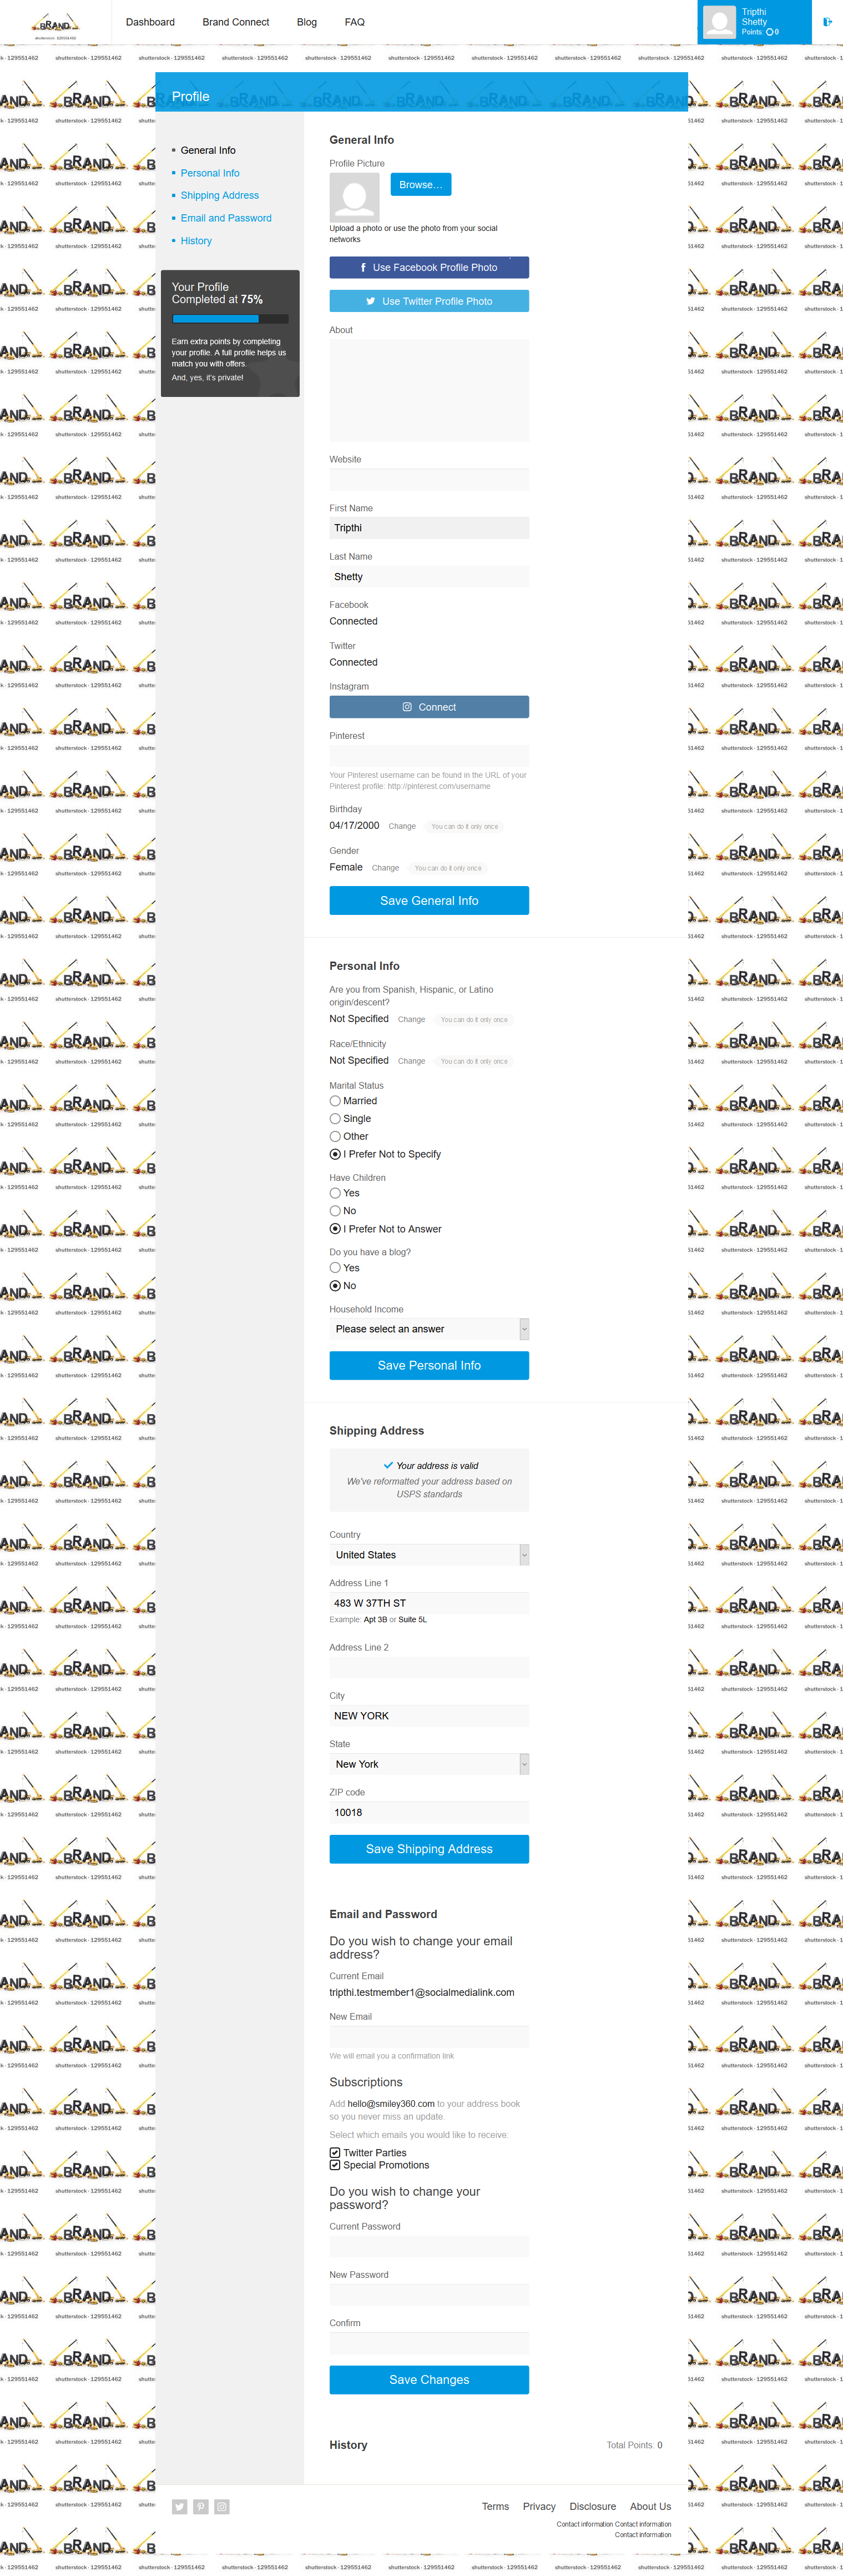 BRAND
shutterstock · 129551462
Dashboard
Brand Connect
Blog
FAQ
Tripthi
Shetty
Points: 0
Profile
General Info
Personal Info
Shipping Address
Email and Password
History
Your Profile
Completed at 75%
Earn extra points by completing
your profile. A full profile helps us
match you with offers.
And, yes, it's private!
General Info
Profile Picture
Browse...
Upload a photo or use the photo from your social
networks
Use Facebook Profile Photo
Use Twitter Profile Photo
About
Website
First Name
Tripthi
Last Name
Shetty
Facebook
Connected
Twitter
Connected
Instagram
Connect
Pinterest
Your Pinterest username can be found in the URL of your
Pinterest profile: http://pinterest.com/username
Birthday
04/17/2000 Change You can do it only once
Gender
Female Change You can do it only once
Save General Info
Personal Info
Are you from Spanish, Hispanic, or Latino
origin/descent?
Not Specified Change You can do it only once
Race/Ethnicity
Not Specified Change You can do it only once
Marital Status
Married
Single
Other
I Prefer Not to Specify
Have Children
Yes
No
I Prefer Not to Answer
Do you have a blog?
Yes
No
Household Income
Please select an answer
Save Personal Info
Shipping Address
Your address is valid
We've reformatted your address based on
USPS standards
Country
United States
Address Line 1
483 W 37TH ST
Example: Apt 3B or Suite 5L
Address Line 2
City
NEW YORK
State
New York
ZIP code
10018
Save Shipping Address
Email and Password
Do you wish to change your email
address?
Current Email
tripthi.testmember1@socialmedialink.com
New Email
We will email you a confirmation link
Subscriptions
Add hello@smiley360.com to your address book
so you never miss an update.
Select which emails you would like to receive:
Twitter Parties
Special Promotions
Do you wish to change your
password?
Current Password
New Password
Confirm
Save Changes
History
Total Points: 0
Terms
Privacy
Disclosure
About Us
Contact information Contact information
Contact information